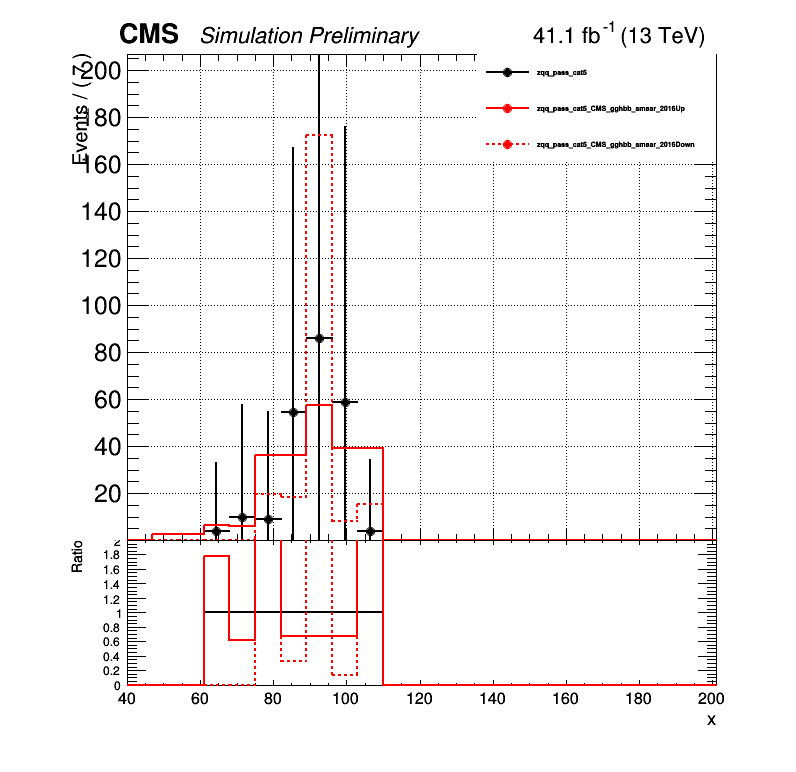 CMS Simulation Preliminary 41.1 fb-1 (13 TeV)
Events / ( 7 )
200
180
160
140
120
100
80
60
40
20
zqq_pass_cat5
zqq_pass_cat5_CMS_gghbb_smear_2016Up
zqq_pass_cat5_CMS_gghbb_smear_2016Down
Ratio
2
1.8
1.6
1.4
1.2
1
0.8
0.6
0.4
0.2
0
40 60 80 100 120 140 160 180 200
x